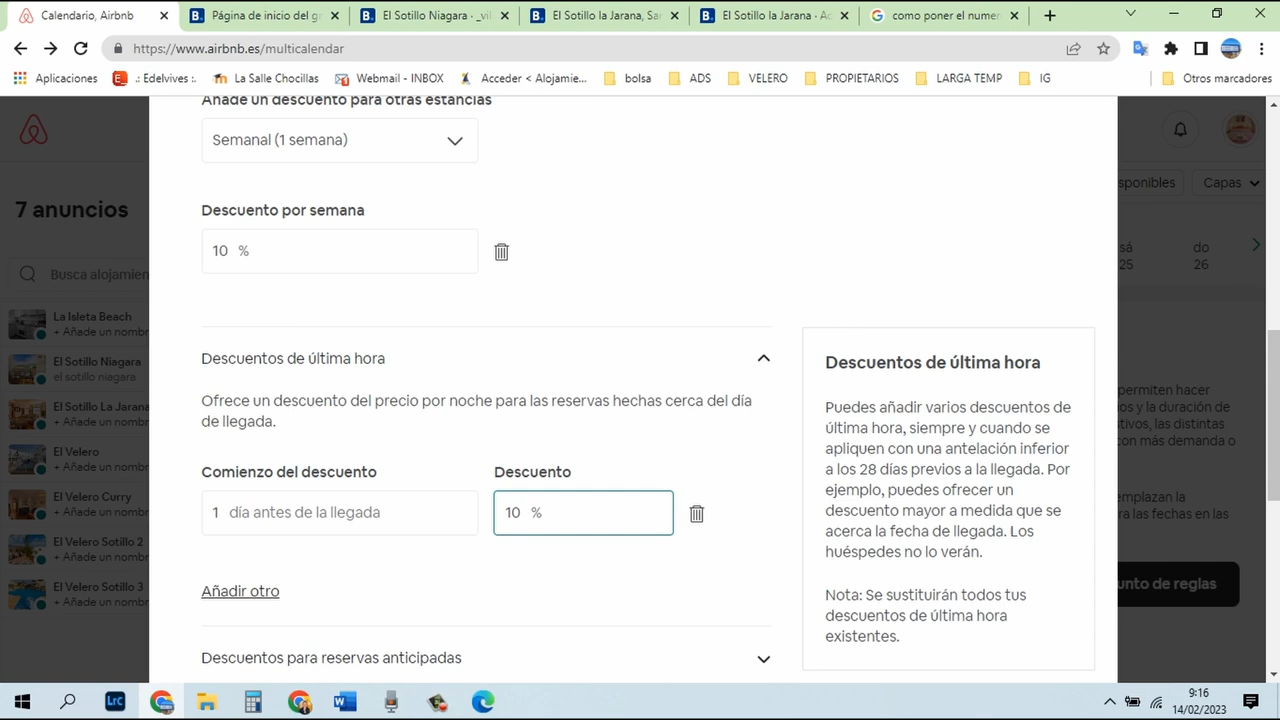 Calendario, Airbnb
Página de inicio del gr
El Sotillo Niagara - _vil
El Sotillo la Jarana, Sar
El Sotillo la Jarana - Ac
como poner el numer
https://www.airbnb.es/multicalendar
Aplicaciones
.: Edelvives :.
La Salle Chocillas
Webmail - INBOX
Acceder < Alojamie...
bolsa
ADS
VELERO
PROPIETARIOS
LARGA TEMP
IG
Otros marcadores
7 anuncios
Busca alojamien
La Isleta Beach
+ Añade un nombr
El Sotillo Niagara
el sotillo niagara
El Sotillo La Jarana
+ Añade un nombr
El Velero
+ Añade un nombr
El Velero Curry
+ Añade un nombr
El Velero Sotillo 2
+ Añade un nombr
El Velero Sotillo 3
+ Añade un nombr
Añade un descuento para otras estancias
Semanal (1 semana)
Descuento por semana
10 %
Descuentos de última hora
Ofrece un descuento del precio por noche para las reservas hechas cerca del día
de llegada.
Comienzo del descuento
Descuento
1 día antes de la llegada
10 %
Añadir otro
Descuentos para reservas anticipadas
Descuentos de última hora
Puedes añadir varios descuentos de
última hora, siempre y cuando se
apliquen con una antelación inferior
a los 28 días previos a la llegada. Por
ejemplo, puedes ofrecer un
descuento mayor a medida que se
acerca la fecha de llegada. Los
huéspedes no lo verán.
Nota: Se sustituirán todos tus
descuentos de última hora
existentes.
sponibles
Capas
sá
25
do
26
permiten hacer
os y la duración de
stivos, las distintas
con más demanda o
emplazan la
ra las fechas en las
unto de reglas
LrC
9:16
14/02/2023